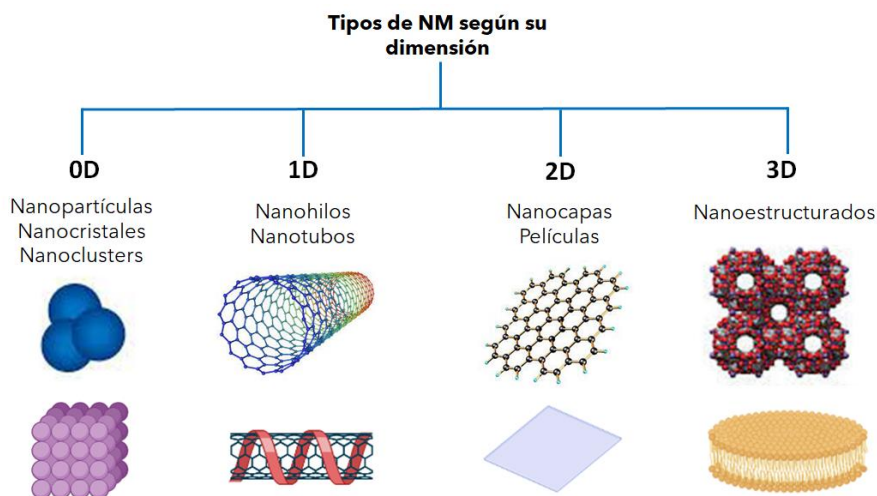 Tipos de NM según su
dimensión
0D
1D
2D
3D
Nanopartículas
Nanocristales
Nanoclusters
Nanohilos
Nanotubos
Nanocapas
Películas
Nanoestructurados